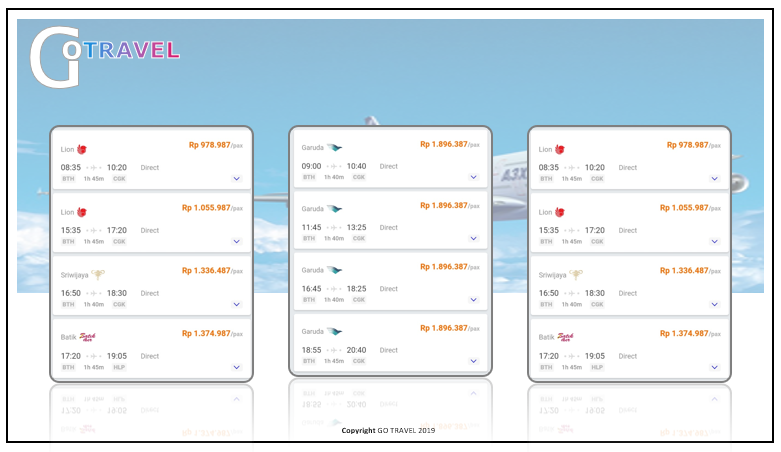 GO TRAVEL
A3X
Lion
Rp 978.987/pax
08:35 10:20 Direct
BTH 1h 45m CGK
Lion
Rp 1.055.987/pax
15:35 17:20 Direct
BTH 1h 45m CGK
Sriwijaya
Rp 1.336.487/pax
16:50 18:30 Direct
BTH 1h 40m CGK
Batik Batik Air
Rp 1.374.987/pax
17:20 19:05 Direct
BTH 1h 45m HLP
Garuda
Rp 1.896.387/pax
09:00 10:40 Direct
BTH 1h 40m CGK
Garuda
Rp 1.896.387/pax
11:45 13:25 Direct
BTH 1h 40m CGK
Garuda
Rp 1.896.387/pax
16:45 18:25 Direct
BTH 1h 40m CGK
Garuda
Rp 1.896.387/pax
18:55 20:40 Direct
BTH 1h 45m CGK
Lion
Rp 978.987/pax
08:35 10:20 Direct
BTH 1h 45m CGK
Lion
Rp 1.055.987/pax
15:35 17:20 Direct
BTH 1h 45m CGK
Sriwijaya
Rp 1.336.487/pax
16:50 18:30 Direct
BTH 1h 40m CGK
Batik Batik Air
Rp 1.374.987/pax
17:20 19:05 Direct
BTH 1h 45m HLP
Copyright GO TRAVEL 2019